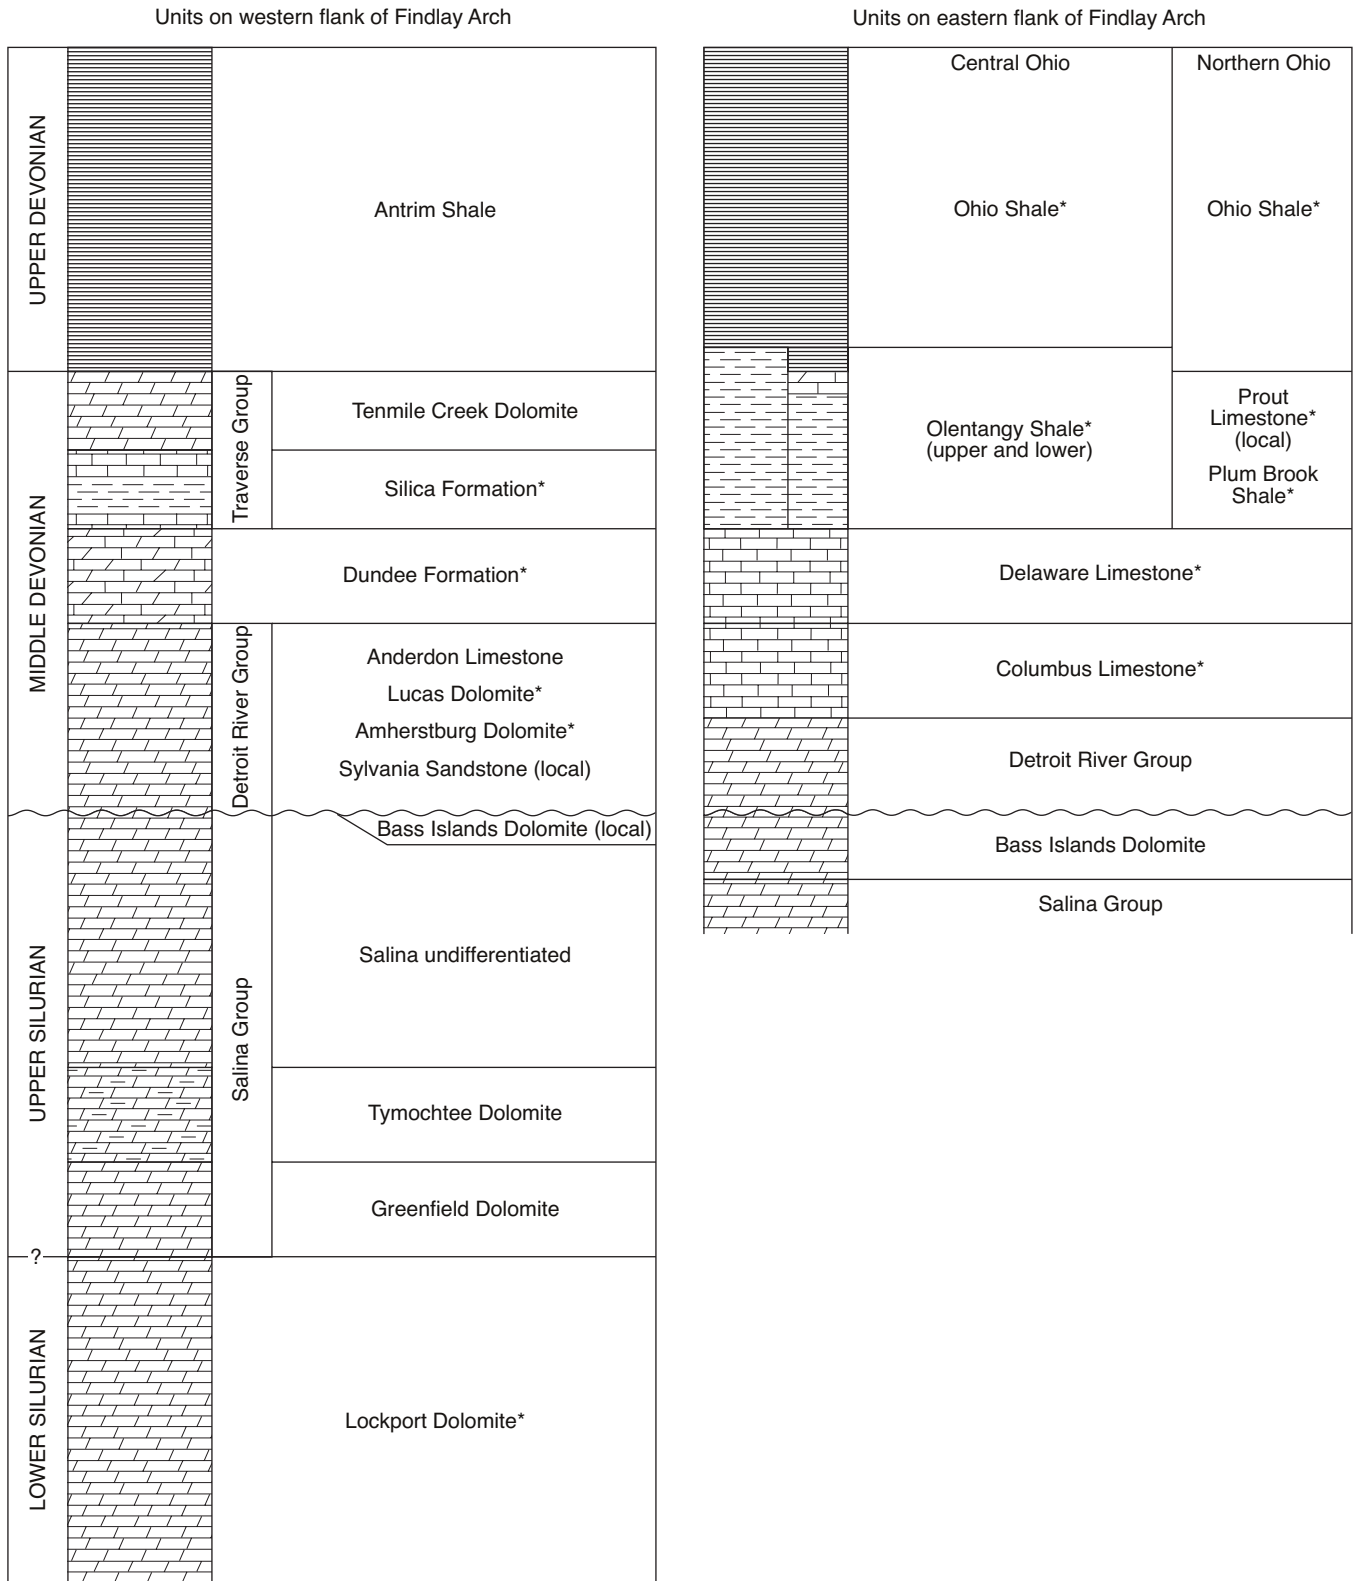 Units on western flank of Findlay Arch
UPPER DEVONIAN
Antrim Shale
MIDDLE DEVONIAN
Traverse Group
Tenmile Creek Dolomite
Silica Formation*
Dundee Formation*
Detroit River Group
Anderdon Limestone
Lucas Dolomite*
Amherstburg Dolomite*
Sylvania Sandstone (local)
UPPER SILURIAN
Salina Group
Bass Islands Dolomite (local)
Salina undifferentiated
Tymochtee Dolomite
Greenfield Dolomite
?
LOWER SILURIAN
Lockport Dolomite*
Units on eastern flank of Findlay Arch
Central Ohio
Northern Ohio
Ohio Shale*
Ohio Shale*
Olentangy Shale*
(upper and lower)
Prout
Limestone*
(local)
Plum Brook
Shale*
Delaware Limestone*
Columbus Limestone*
Detroit River Group
Bass Islands Dolomite
Salina Group